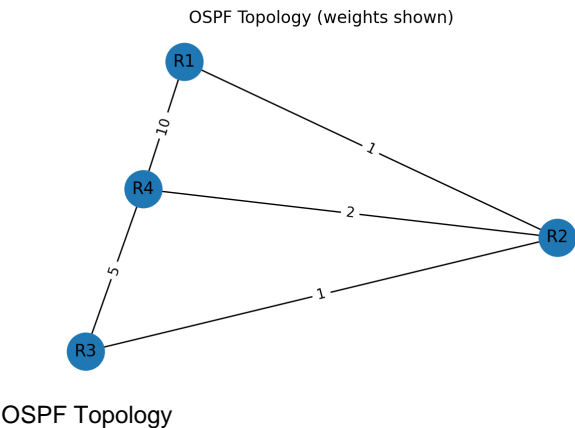 OSPF Topology (weights shown)
R1
10
1
R4
2
R2
5
1
R3
OSPF Topology